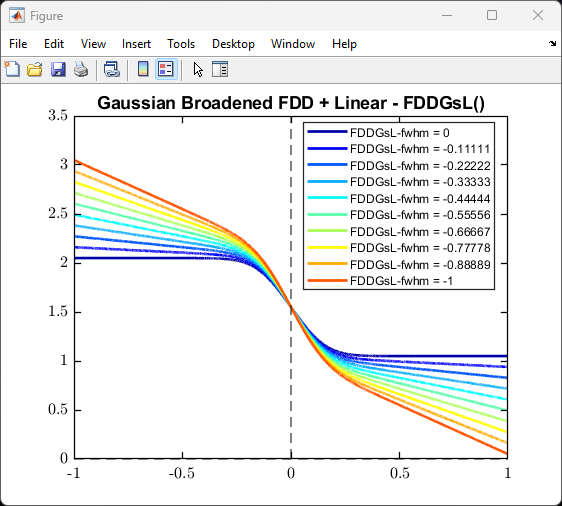 Figure
File Edit View Insert Tools Desktop Window Help
Gaussian Broadened FDD + Linear - FDDGsL()
3.5
3
2.5
2
1.5
1
0.5
0
-1 -0.5 0 0.5 1
FDDGsL-fwhm = 0
FDDGsL-fwhm = -0.11111
FDDGsL-fwhm = -0.22222
FDDGsL-fwhm = -0.33333
FDDGsL-fwhm = -0.44444
FDDGsL-fwhm = -0.55556
FDDGsL-fwhm = -0.66667
FDDGsL-fwhm = -0.77778
FDDGsL-fwhm = -0.88889
FDDGsL-fwhm = -1